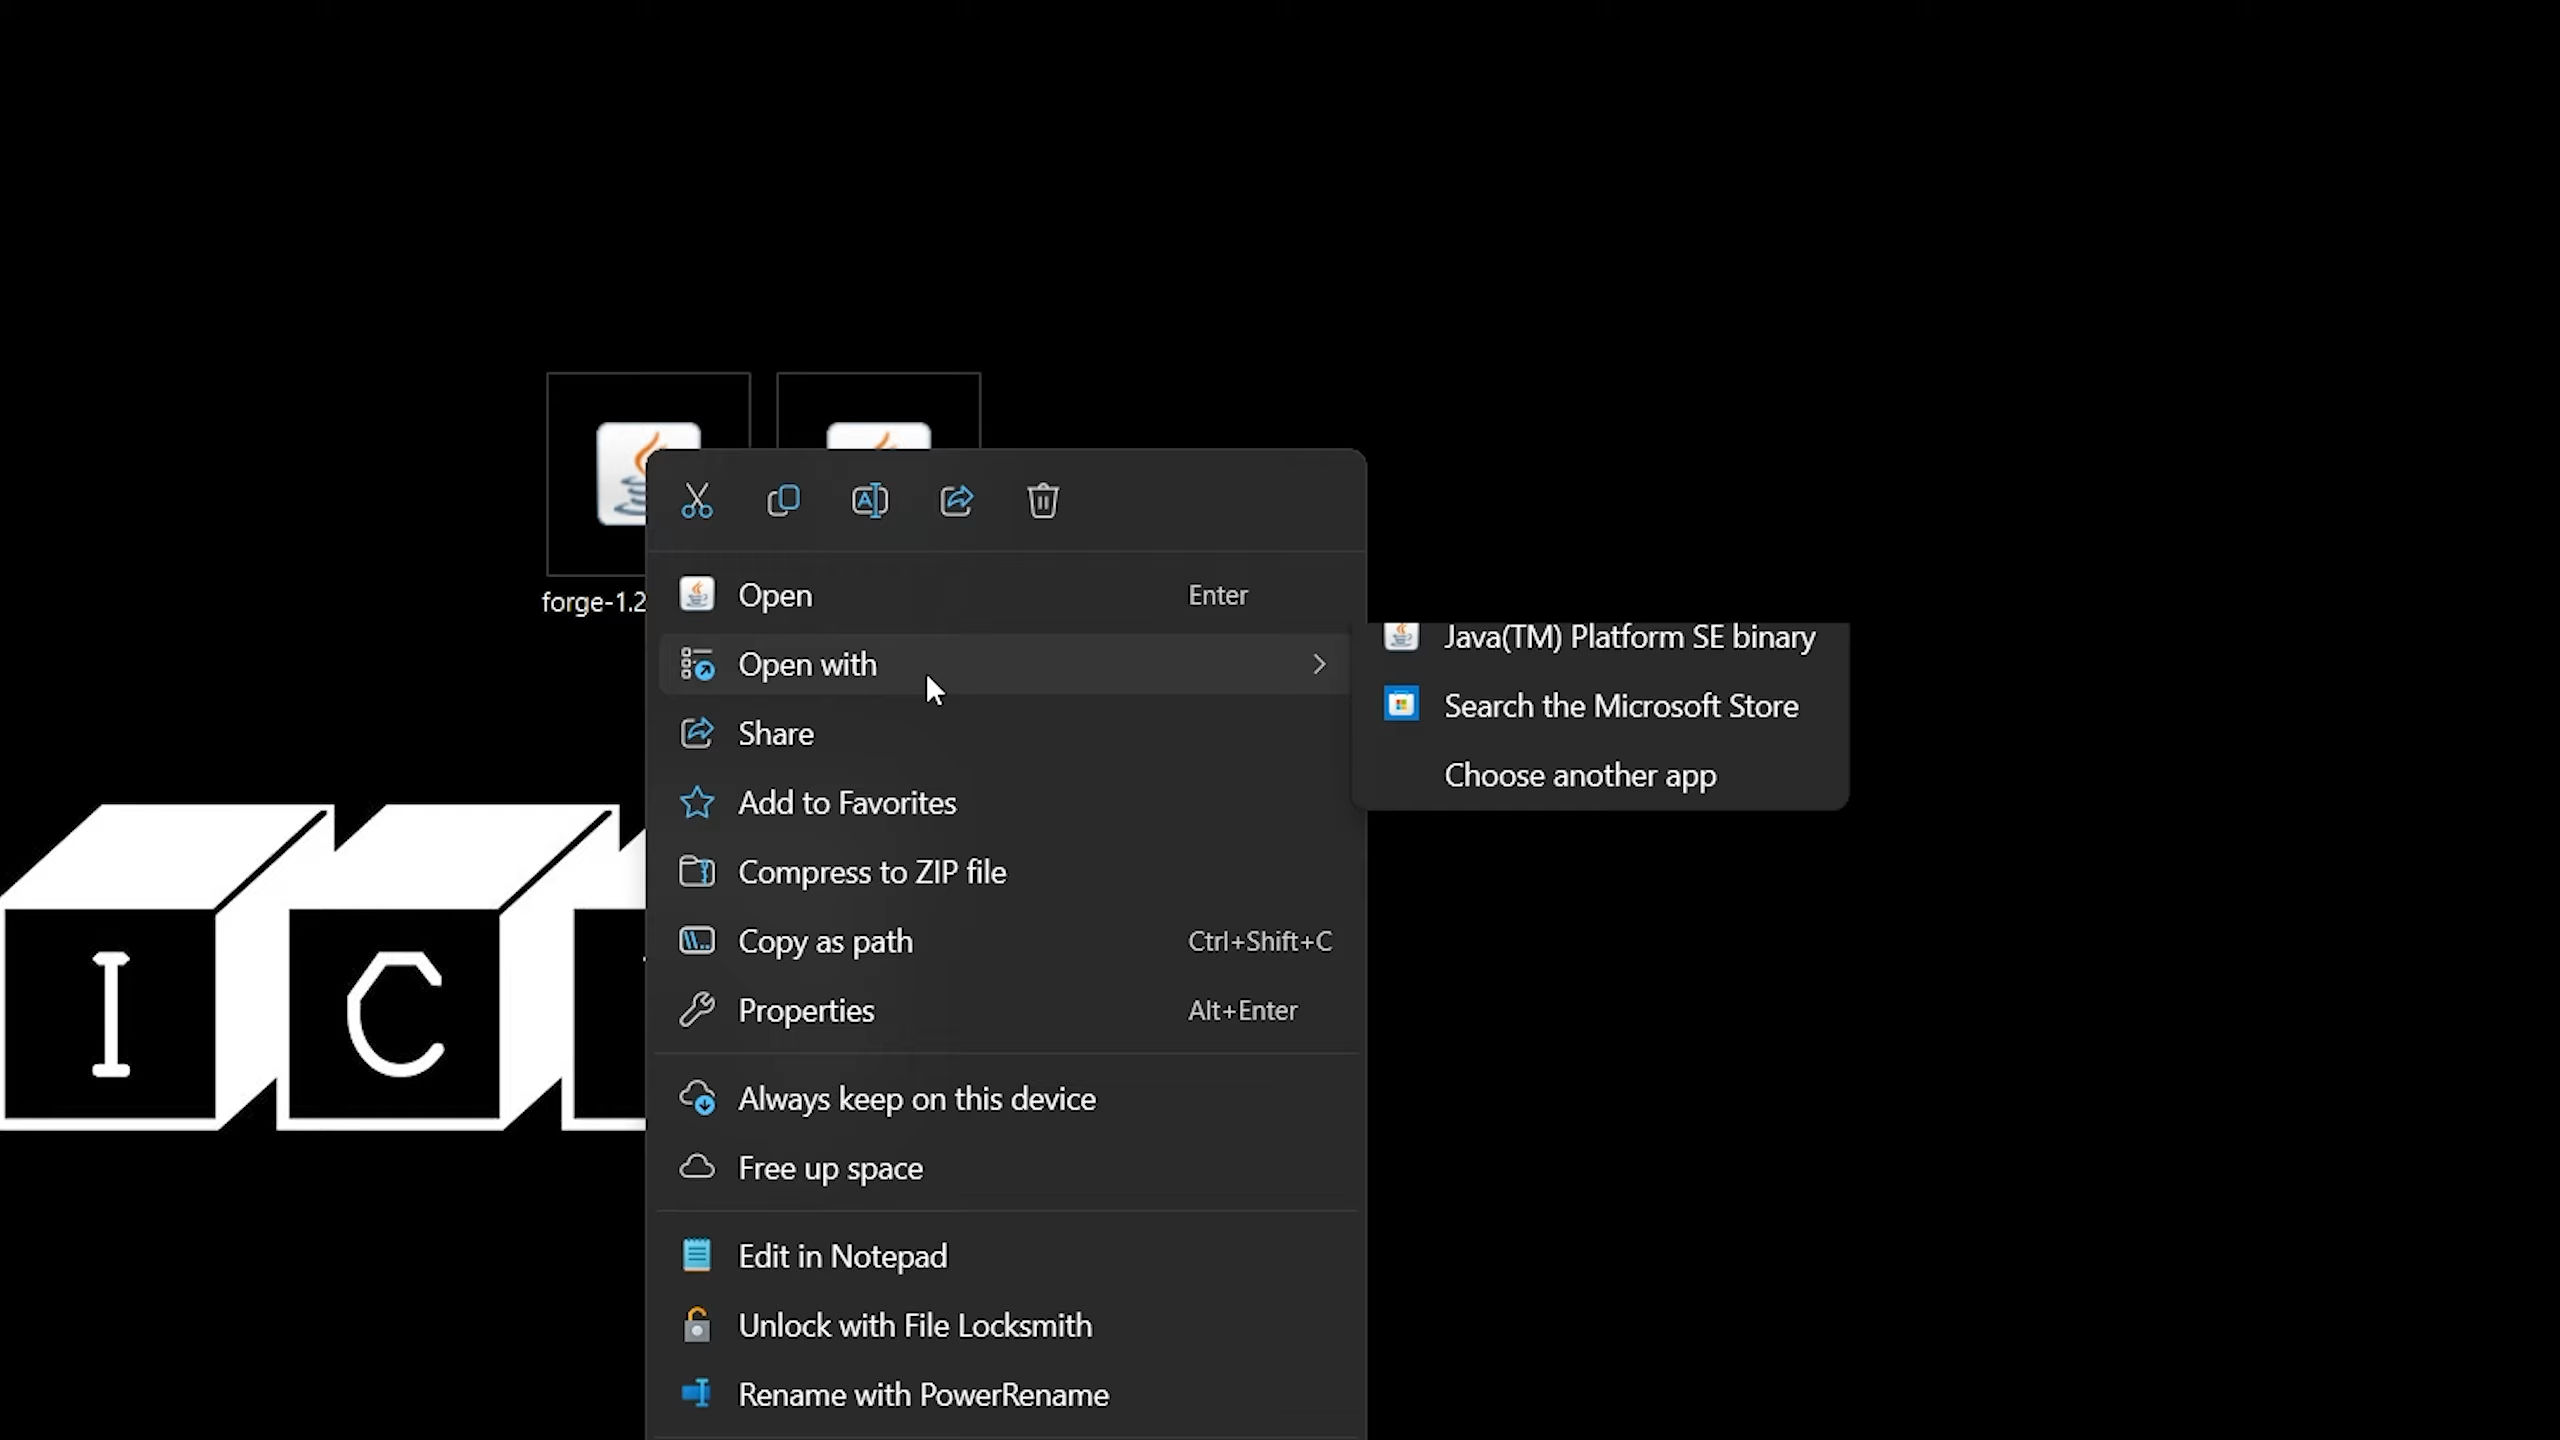 forge-1.2
Open Enter
Open with
Share
Add to Favorites
Compress to ZIP file
Copy as path Ctrl+Shift+C
Properties Alt+Enter
Always keep on this device
Free up space
Edit in Notepad
Unlock with File Locksmith
Rename with PowerRename
Java(TM) Platform SE binary
Search the Microsoft Store
Choose another app
I C